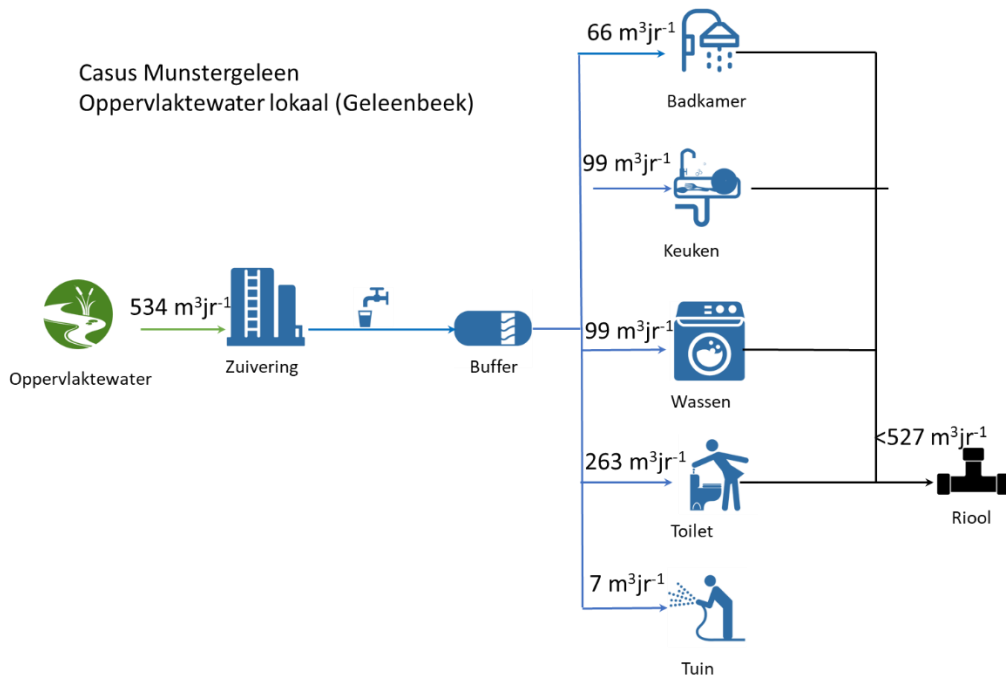 Casus Munstergeleen
Oppervlaktewater lokaal (Geleenbeek)
66 m³jr⁻¹
Badkamer
99 m³jr⁻¹
Keuken
534 m³jr⁻¹
Oppervlaktewater
Zuivering
Buffer
99 m³jr⁻¹
Wassen
<527 m³jr⁻¹
263 m³jr⁻¹
Toilet
Riool
7 m³jr⁻¹
Tuin